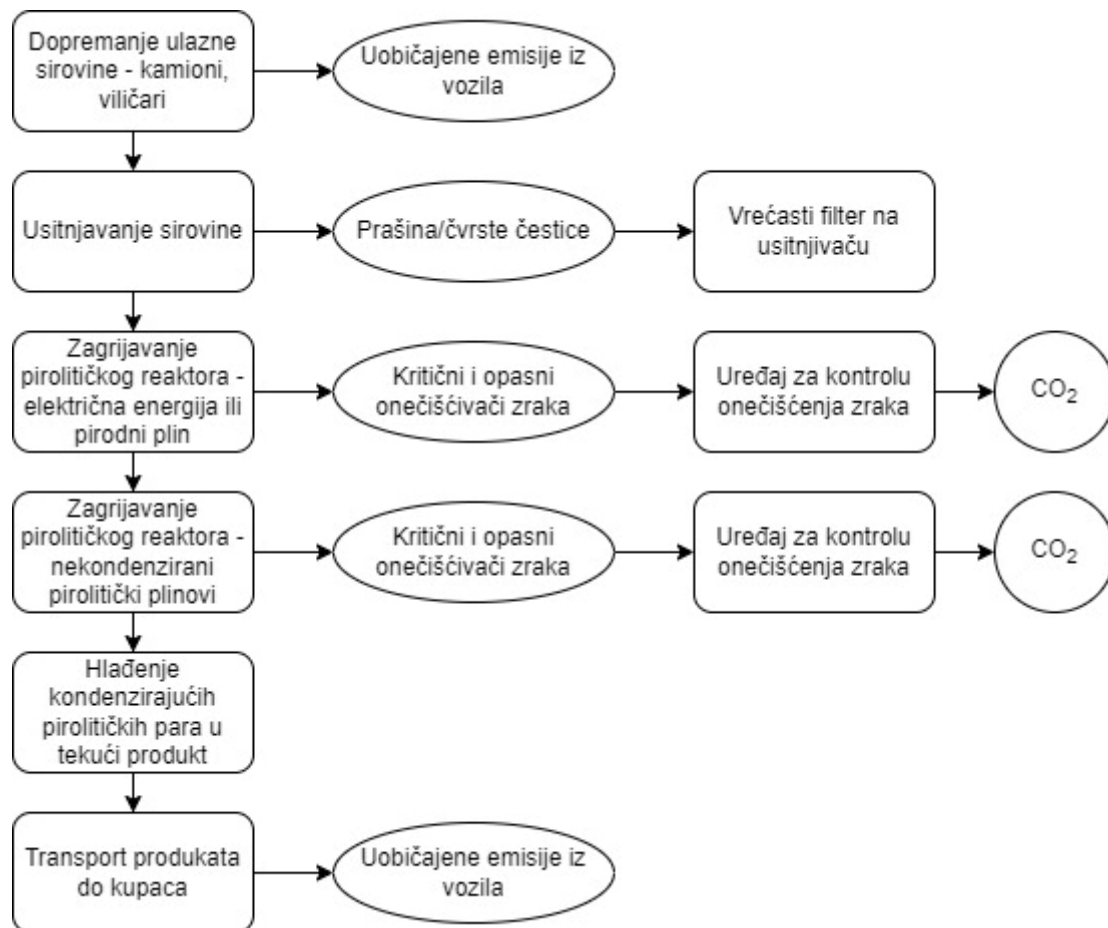 Dopremanje ulazne
sirovine - kamioni,
viličari
Uobičajene emisije iz
vozila
Usitnjavanje sirovine
Prašina/čvrste čestice
Vrećasti filter na
usitnjivaču
Zagrijavanje
pirolitičkog reaktora -
električna energija ili
pirodni plin
Kritični i opasni
onečišćivači zraka
Uređaj za kontrolu
onečišćenja zraka
CO₂
Zagrijavanje
pirolitičkog reaktora -
nekondenzirani
pirolitički plinovi
Kritični i opasni
onečišćivači zraka
Uređaj za kontrolu
onečišćenja zraka
CO₂
Hlađenje
kondenzirajućih
pirolitičkih para u
tekući produkt
Transport produkata
do kupaca
Uobičajene emisije iz
vozila